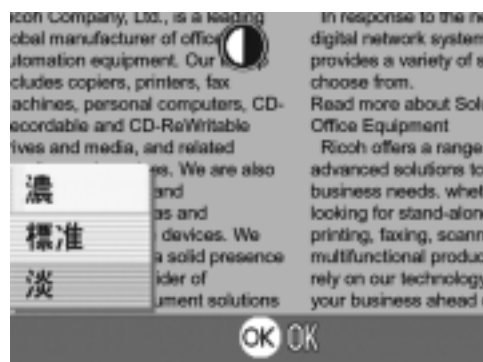 icoh Company, Ltd., is a leading
obal manufacturer of office
utomation equipment. Our
cludes copiers, printers, fax
achines, personal computers, CD-
ecordable and CD-ReWritable
rives and media, and related
es. We are also
and
as and
devices. We
a solid presence
ider of
ument solutions
In response to the ne
digital network system
provides a variety of s
choose from.
Read more about Solu
Office Equipment
Ricoh offers a range
advanced solutions to
business needs. whet
looking for stand-alon
printing, faxing, scann
multifunctional produc
rely on our technology
your business ahead
濃
標准
淡
OK OK